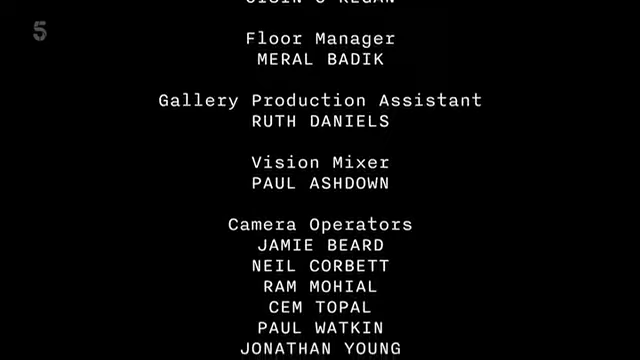 5
Floor Manager
MERAL BADIK
Gallery Production Assistant
RUTH DANIELS
Vision Mixer
PAUL ASHDOWN
Camera Operators
JAMIE BEARD
NEIL CORBETT
RAM MOHIAL
CEM TOPAL
PAUL WATKIN
JONATHAN YOUNG